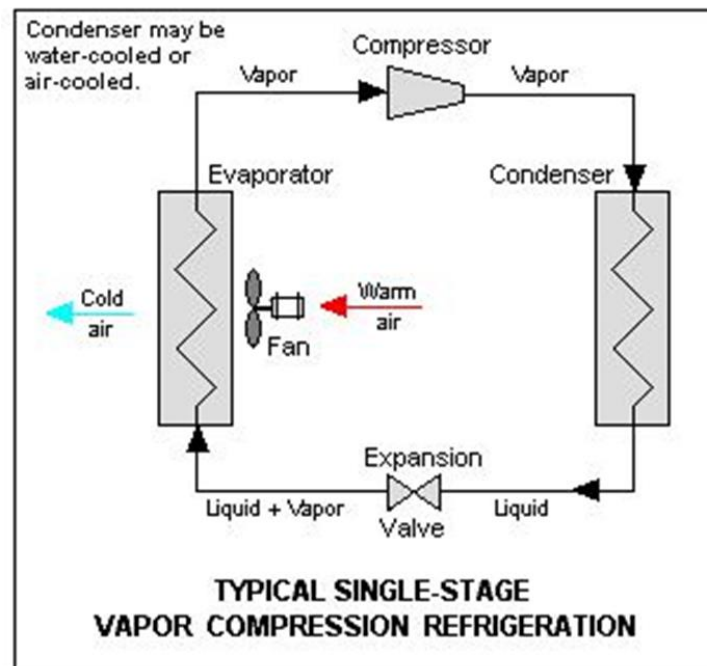 Condenser may be
water-cooled or
air-cooled.
Compressor
Vapor
Vapor
Evaporator
Condenser
Cold
air
Warm
air
Fan
Expansion
Valve
Liquid + Vapor
Liquid
TYPICAL SINGLE-STAGE
VAPOR COMPRESSION REFRIGERATION